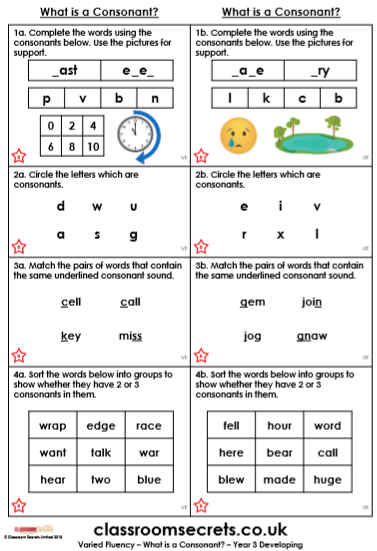 What is a Consonant?
What is a Consonant?
1a. Complete the words using the
consonants below. Use the pictures for
support.
_ast e_e_
p v b n
0 2 4
6 8 10
VF
1b. Complete the words using the
consonants below. Use the pictures for
support.
_a_e _ry
l k c b
VF
2a. Circle the letters which are
consonants.
d w u
a s g
VF
2b. Circle the letters which are
consonants.
e i v
r x l
VF
3a. Match the pairs of words that contain
the same underlined consonant sound.
cell call
key miss
VF
3b. Match the pairs of words that contain
the same underlined consonant sound.
gem join
jog gnaw
VF
4a. Sort the words below into groups to
show whether they have 2 or 3
consonants in them.
wrap edge race
want talk war
hear two blue
VF
4b. Sort the words below into groups to
show whether they have 2 or 3
consonants in them.
fell hour word
here bear call
blew made huge
VF
© Classroom Secrets Limited 2018
classroomsecrets.co.uk
Varied Fluency – What is a Consonant? – Year 3 Developing